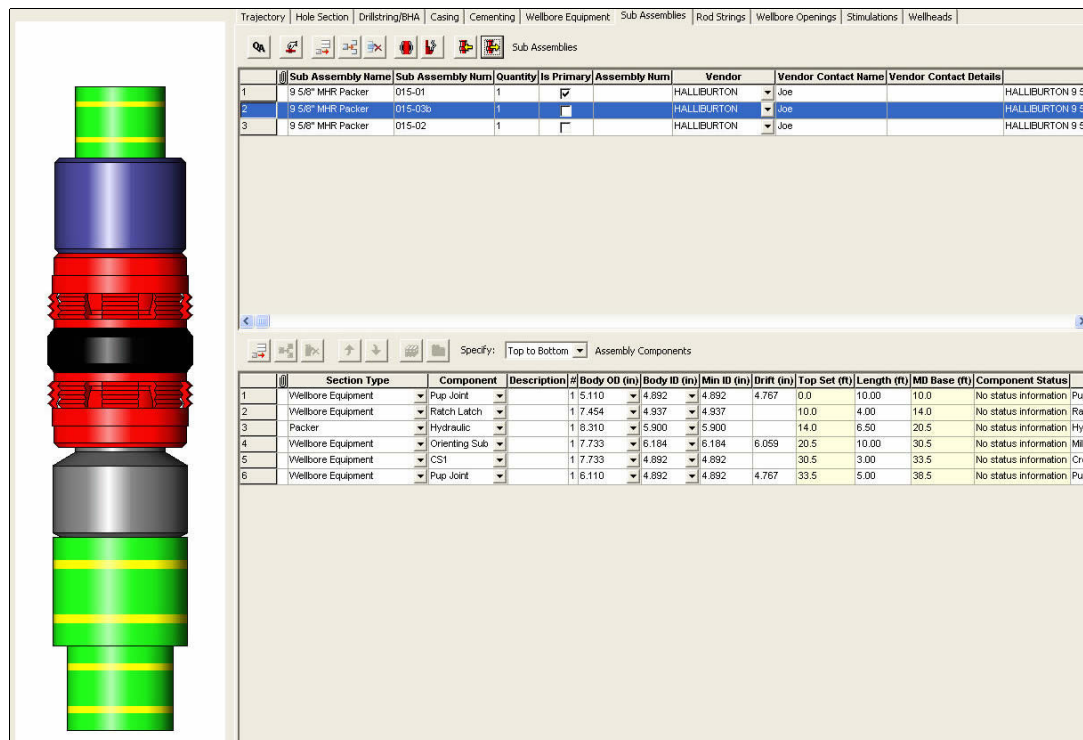 Trajectory Hole Section Drillstring/BHA Casing Cementing Wellbore Equipment Sub Assemblies Rod Strings Wellbore Openings Stimulations Wellheads
QA Sub Assemblies
Sub Assembly Name Sub Assembly Num Quantity Is Primary Assembly Num Vendor Vendor Contact Name Vendor Contact Details
1 9 5/8" MHR Packer 015-01 1 HALLIBURTON Joe HALLIBURTON 9 5
2 9 5/8" MHR Packer 015-03b 1 HALLIBURTON Joe HALLIBURTON 9 5
3 9 5/8" MHR Packer 015-02 1 HALLIBURTON Joe HALLIBURTON 9 5
Specify: Top to Bottom Assembly Components
Section Type Component Description # Body OD (in) Body ID (in) Min ID (in) Drift (in) Top Set (ft) Length (ft) MD Base (ft) Component Status
1 Wellbore Equipment Pup Joint 1 5.110 4.892 4.892 4.767 0.0 10.00 10.0 No status information Pu
2 Wellbore Equipment Ratch Latch 1 7.454 4.937 4.937 10.0 4.00 14.0 No status information Ra
3 Packer Hydraulic 1 8.310 5.900 5.900 14.0 6.50 20.5 No status information Hy
4 Wellbore Equipment Orienting Sub 1 7.733 6.184 6.184 6.059 20.5 10.00 30.5 No status information Mil
5 Wellbore Equipment CS1 1 7.733 4.892 4.892 30.5 3.00 33.5 No status information Cr
6 Wellbore Equipment Pup Joint 1 6.110 4.892 4.892 4.767 33.5 5.00 38.5 No status information Pu